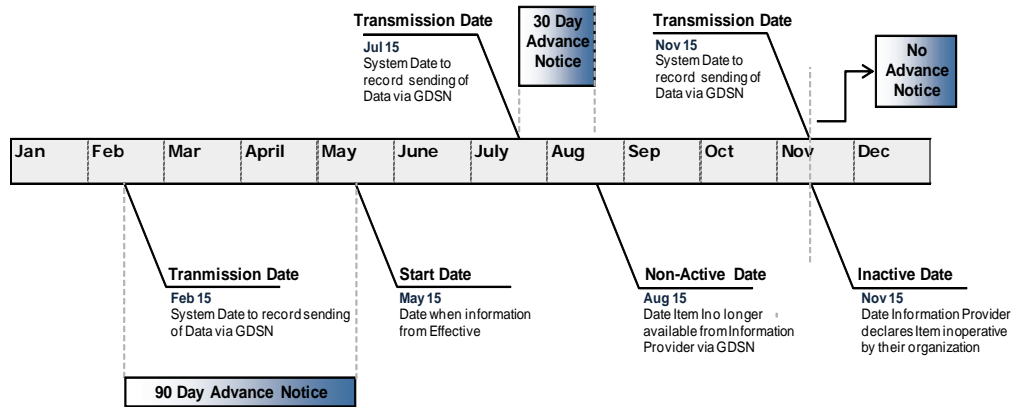 Transmission Date
Jul 15
System Date to
record sending of
Data via GDSN
30 Day
Advance
Notice
Transmission Date
Nov 15
System Date to
record sending of
Data via GDSN
No
Advance
Notice
Jan Feb Mar April May June July Aug Sep Oct Nov Dec
Tranmission Date
Feb 15
System Date to record sending
of Data via GDSN
Start Date
May 15
Date when information
from Effective
Non-Active Date
Aug 15
Date Item Ino longer
available from Information
Provider via GDSN
Inactive Date
Nov 15
Date Information Provider
declares Item inoperative
by their organization
90 Day Advance Notice